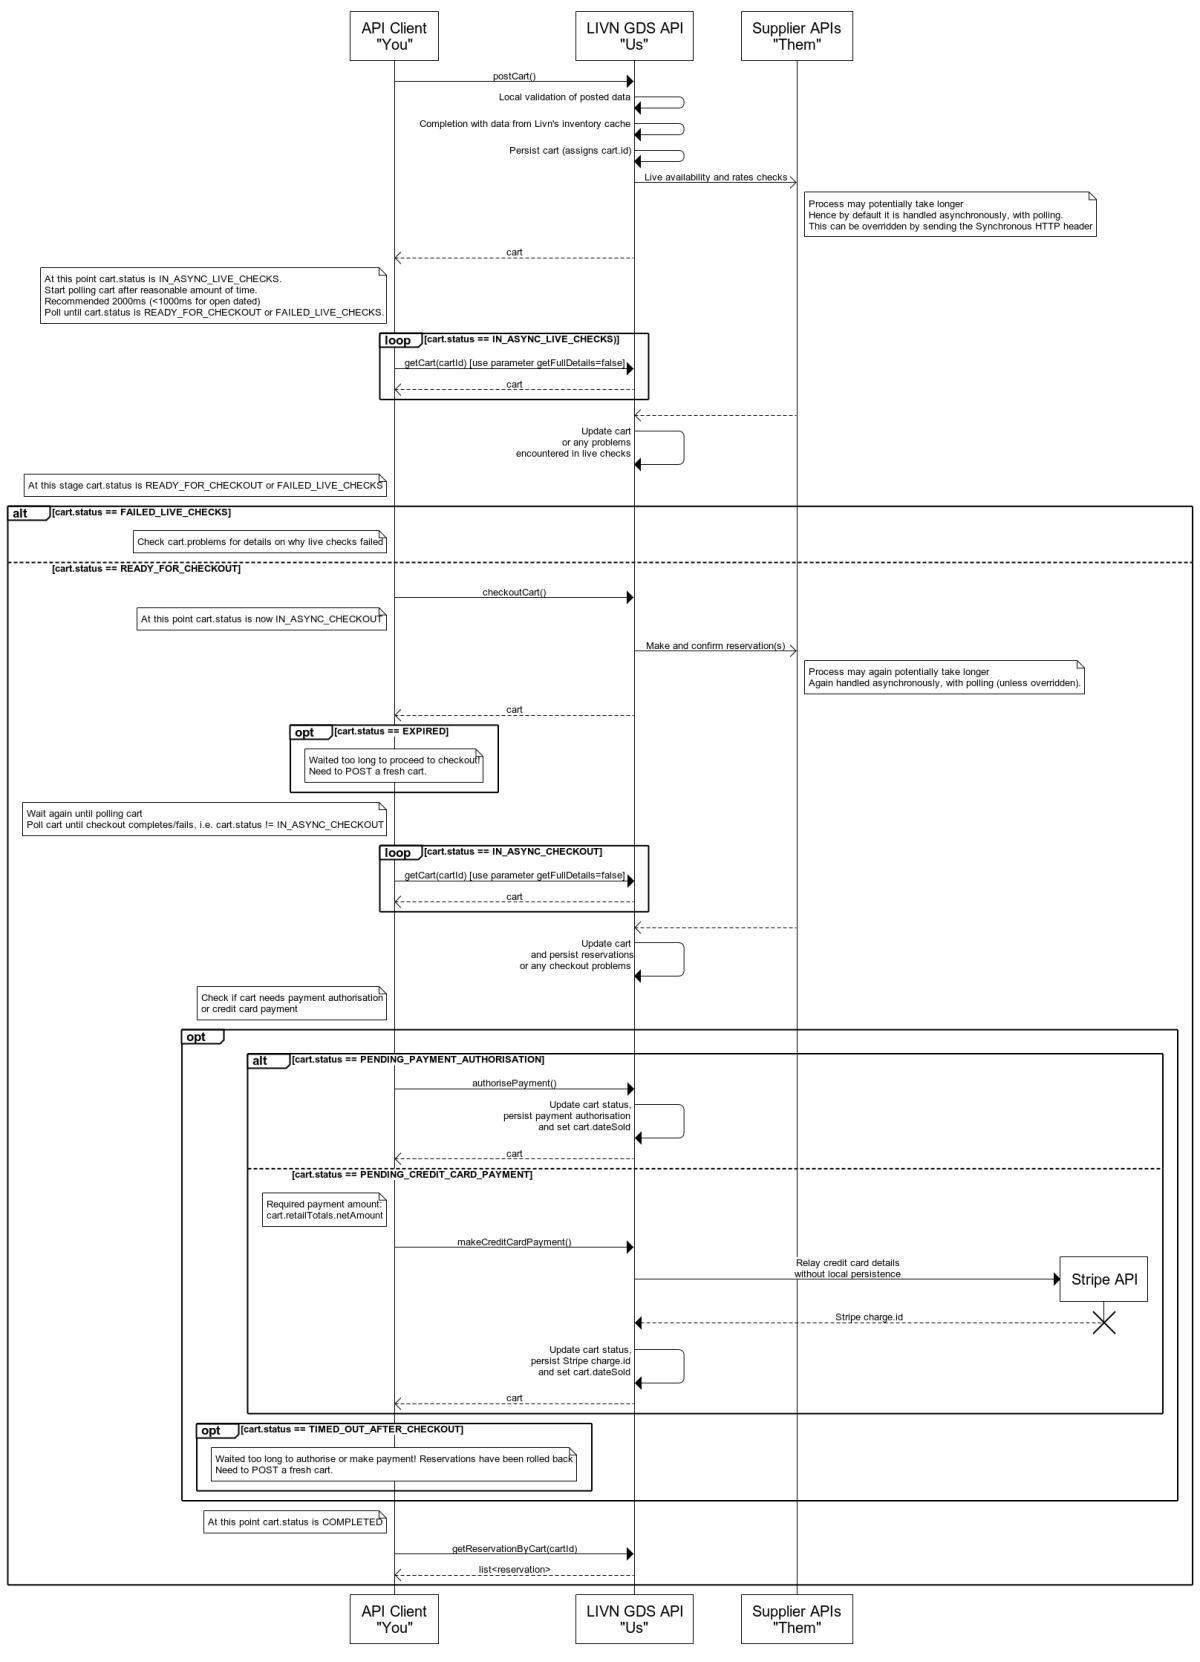 API Client
"You"
LIVN GDS API
"Us"
Supplier APIs
"Them"
postCart()
Local validation of posted data
Completion with data from Livn's inventory cache
Persist cart (assigns cart.id)
Live availability and rates checks
Process may potentially take longer
Hence by default it is handled asynchronously, with polling.
This can be overridden by sending the Synchronous HTTP header
cart
At this point cart.status is IN_ASYNC_LIVE_CHECKS.
Start polling cart after reasonable amount of time.
Recommended 2000ms (<1000ms for open dated)
Poll until cart.status is READY_FOR_CHECKOUT or FAILED_LIVE_CHECKS.
loop
[cart.status == IN_ASYNC_LIVE_CHECKS)]
getCart(cartId) [use parameter getFullDetails=false]
cart
Update cart
or any problems
encountered in live checks
At this stage cart.status is READY_FOR_CHECKOUT or FAILED_LIVE_CHECKS
alt
[cart.status == FAILED_LIVE_CHECKS]
Check cart.problems for details on why live checks failed
[cart.status == READY_FOR_CHECKOUT]
checkoutCart()
At this point cart.status is now IN_ASYNC_CHECKOUT
Make and confirm reservation(s)
Process may again potentially take longer
Again handled asynchronously, with polling (unless overridden).
cart
opt
[cart.status == EXPIRED]
Waited too long to proceed to checkout!
Need to POST a fresh cart.
Wait again until polling cart
Poll cart until checkout completes/fails, i.e. cart.status != IN_ASYNC_CHECKOUT
loop
[cart.status == IN_ASYNC_CHECKOUT]
getCart(cartId) [use parameter getFullDetails=false]
cart
Update cart
and persist reservations
or any checkout problems
Check if cart needs payment authorisation
or credit card payment
opt
alt
[cart.status == PENDING_PAYMENT_AUTHORISATION]
authorisePayment()
Update cart status,
persist payment authorisation
and set cart.dateSold
cart
[cart.status == PENDING_CREDIT_CARD_PAYMENT]
Required payment amount:
cart.retailTotals.netAmount
makeCreditCardPayment()
Relay credit card details
without local persistence
Stripe API
Stripe charge.id
Update cart status,
persist Stripe charge.id
and set cart.dateSold
cart
opt
[cart.status == TIMED_OUT_AFTER_CHECKOUT]
Waited too long to authorise or make payment! Reservations have been rolled back
Need to POST a fresh cart.
At this point cart.status is COMPLETED
getReservationByCart(cartId)
list<reservation>
API Client
"You"
LIVN GDS API
"Us"
Supplier APIs
"Them"